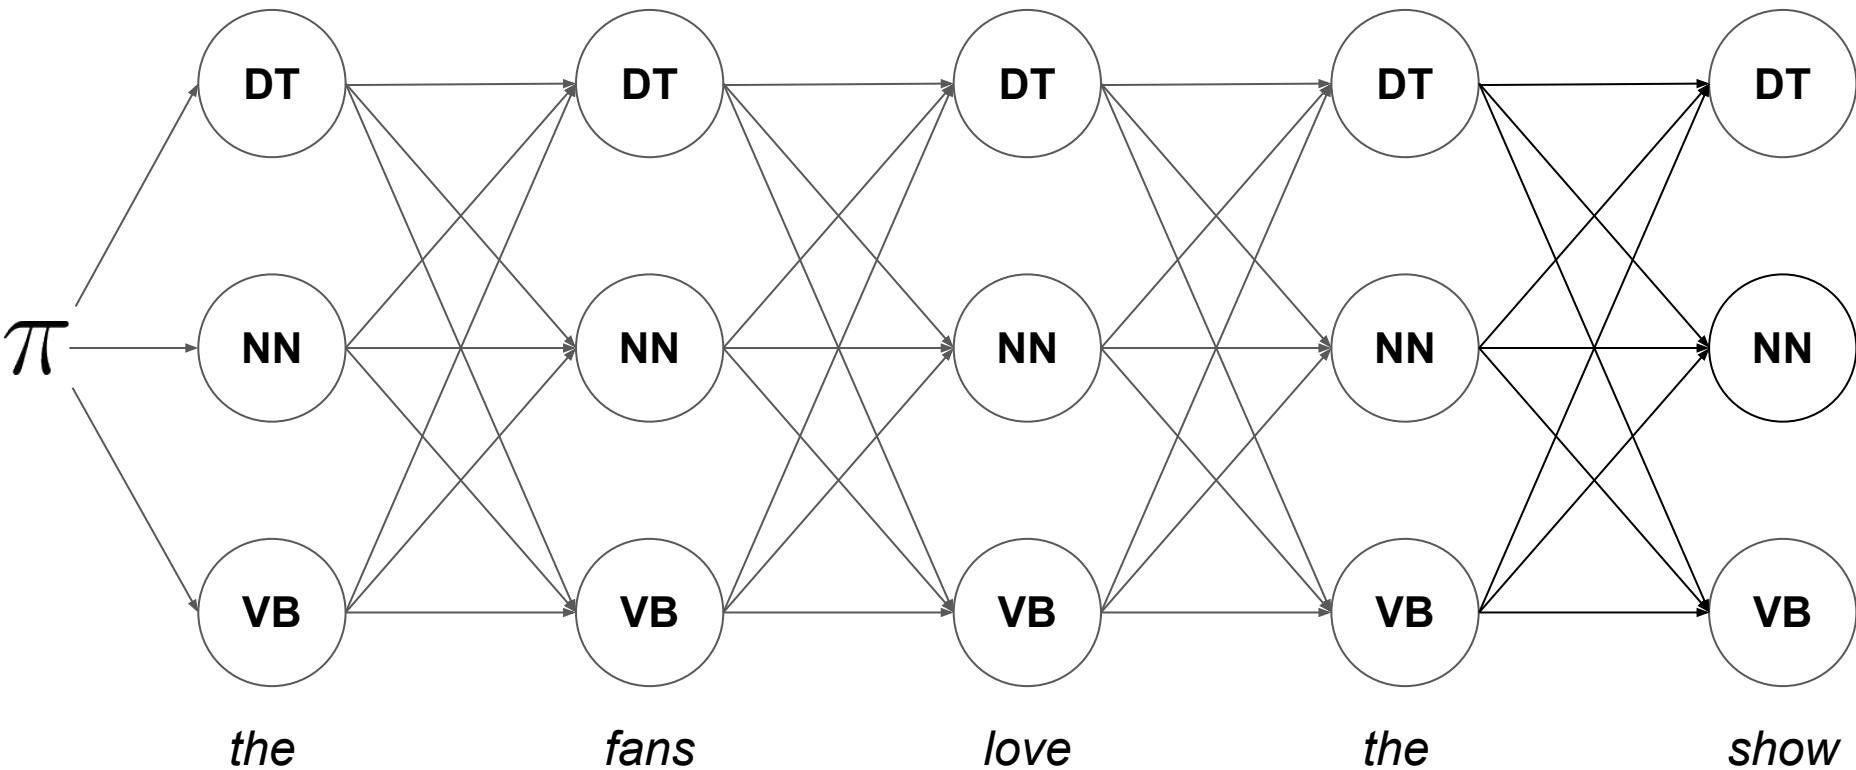 DT DT DT DT DT
π NN NN NN NN NN
VB VB VB VB VB
the fans love the show